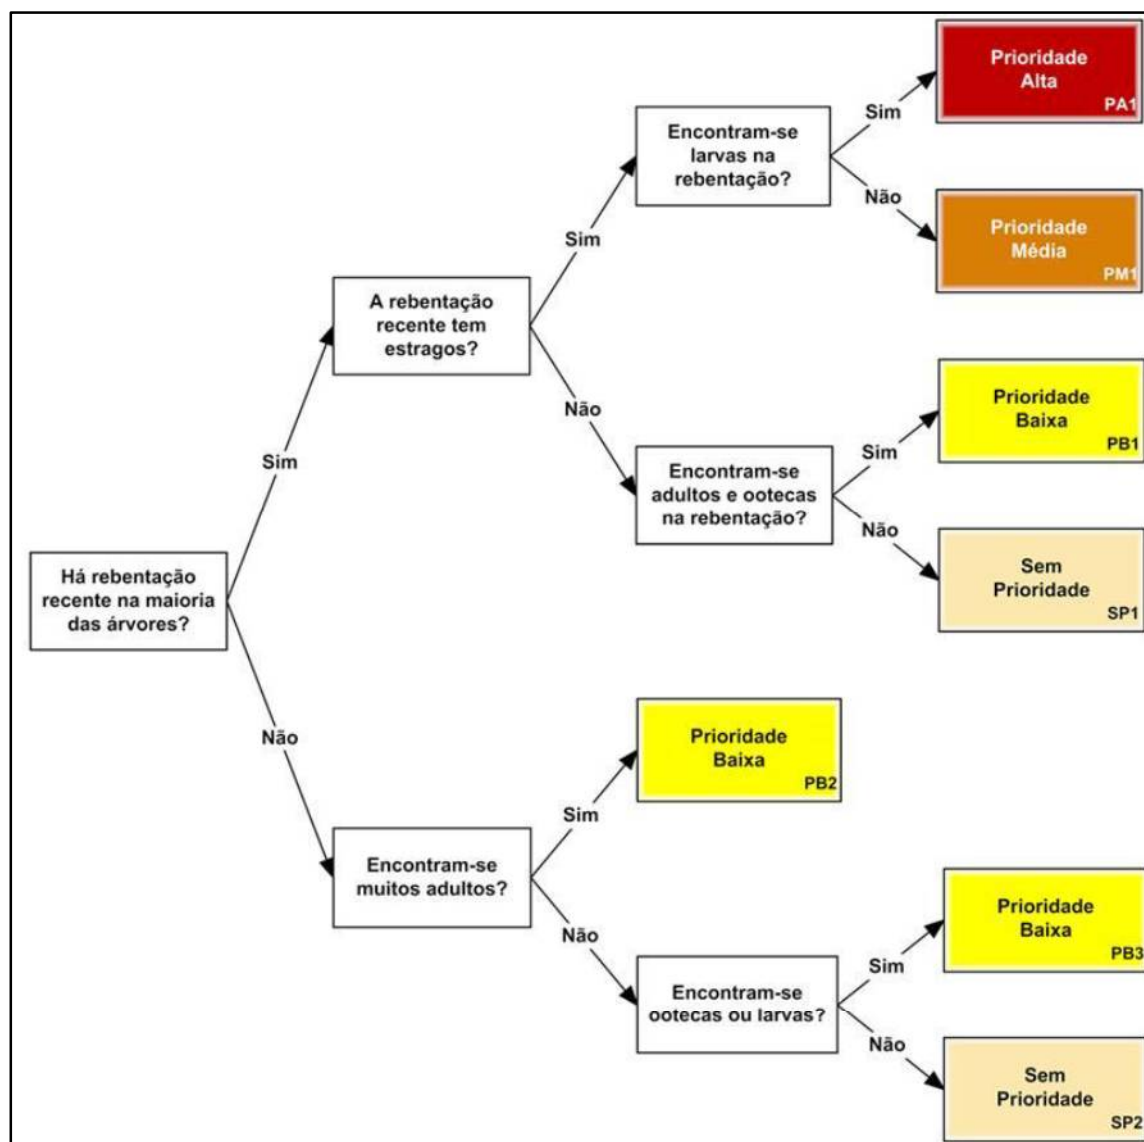 Prioridade
Alta
PA1
Sim
Encontram-se
larvas na
rebentação?
Não
Prioridade
Média
PM1
Sim
A rebentação
recente tem
estragos?
Não
Prioridade
Baixa
PB1
Sim
Encontram-se
adultos e ootecas
na rebentação?
Não
Sem
Prioridade
SP1
Sim
Há rebentação
recente na maioria
das árvores?
Não
Prioridade
Baixa
PB2
Sim
Encontram-se
muitos adultos?
Não
Prioridade
Baixa
PB3
Sim
Encontram-se
ootecas ou larvas?
Não
Sem
Prioridade
SP2